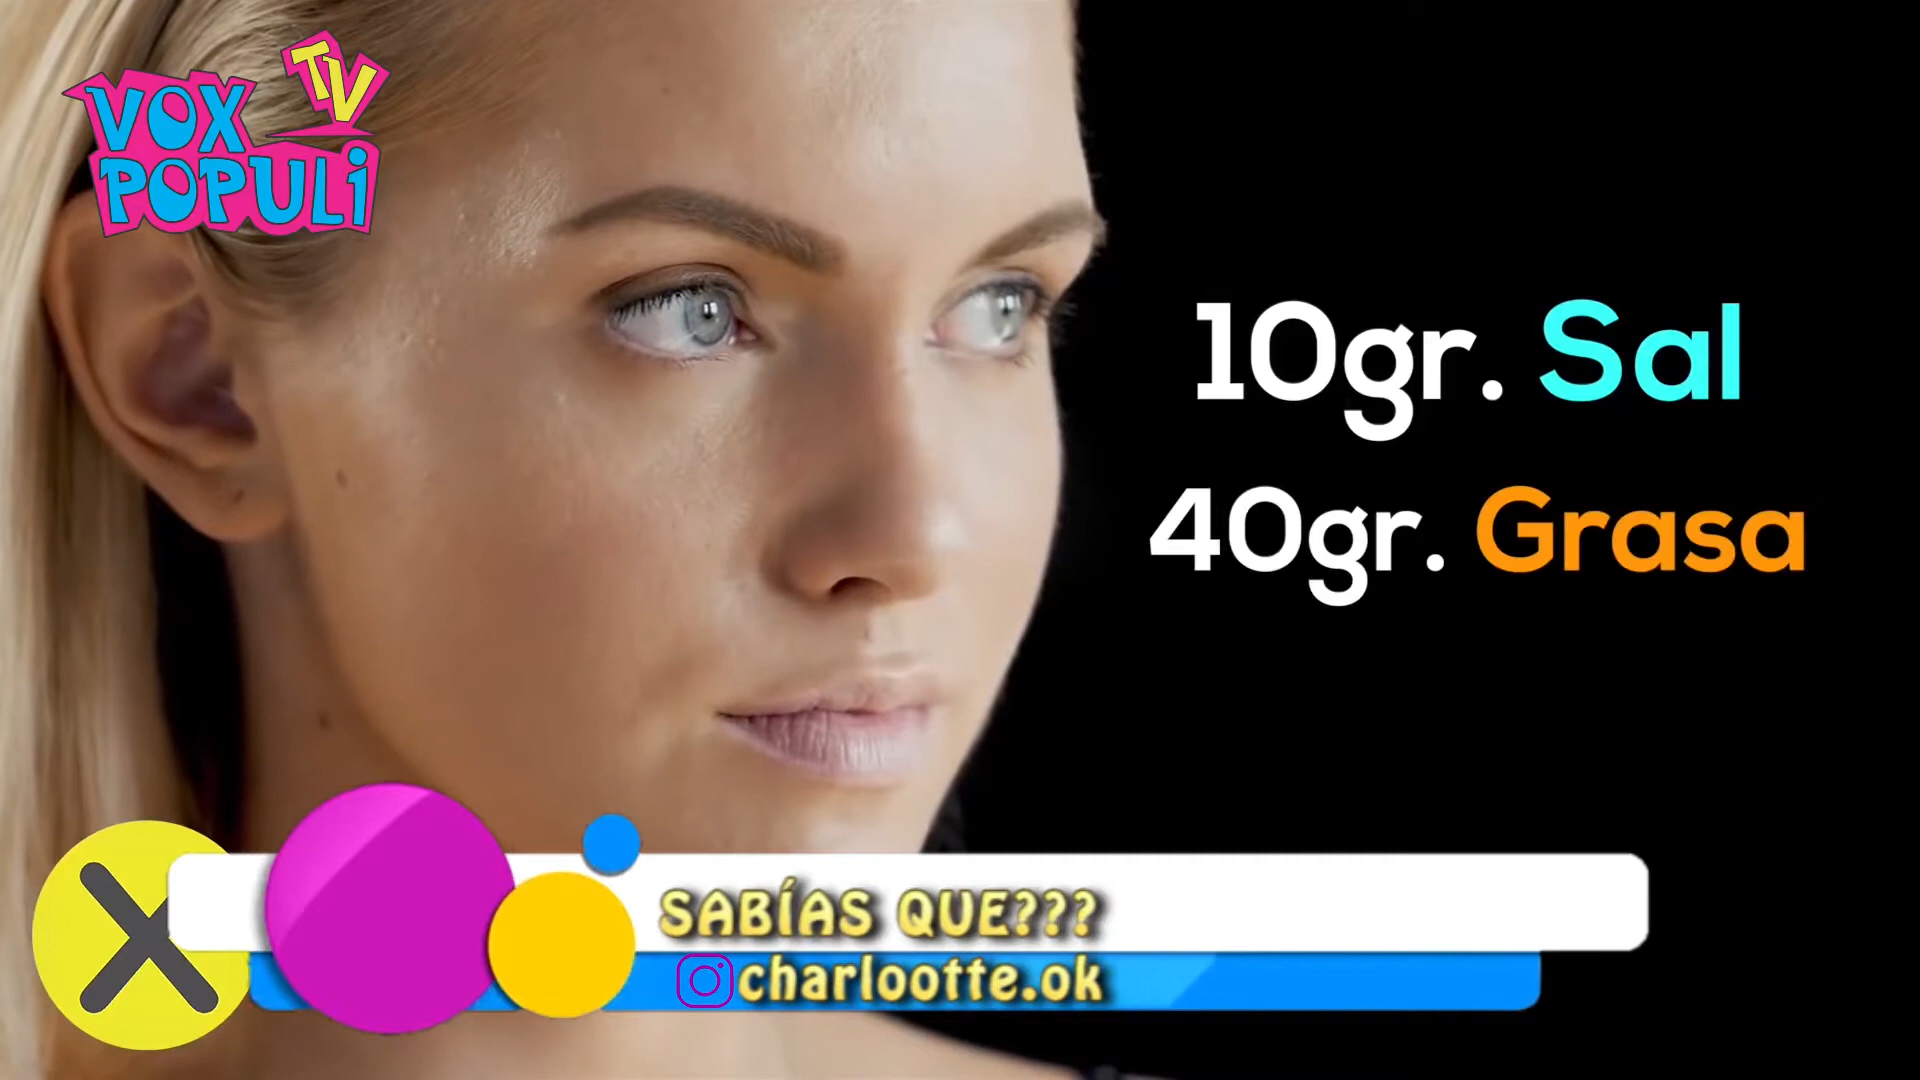 VOX TV
POPULI
10gr. Sal
40gr. Grasa
SABÍAS QUE???
charlootte.ok